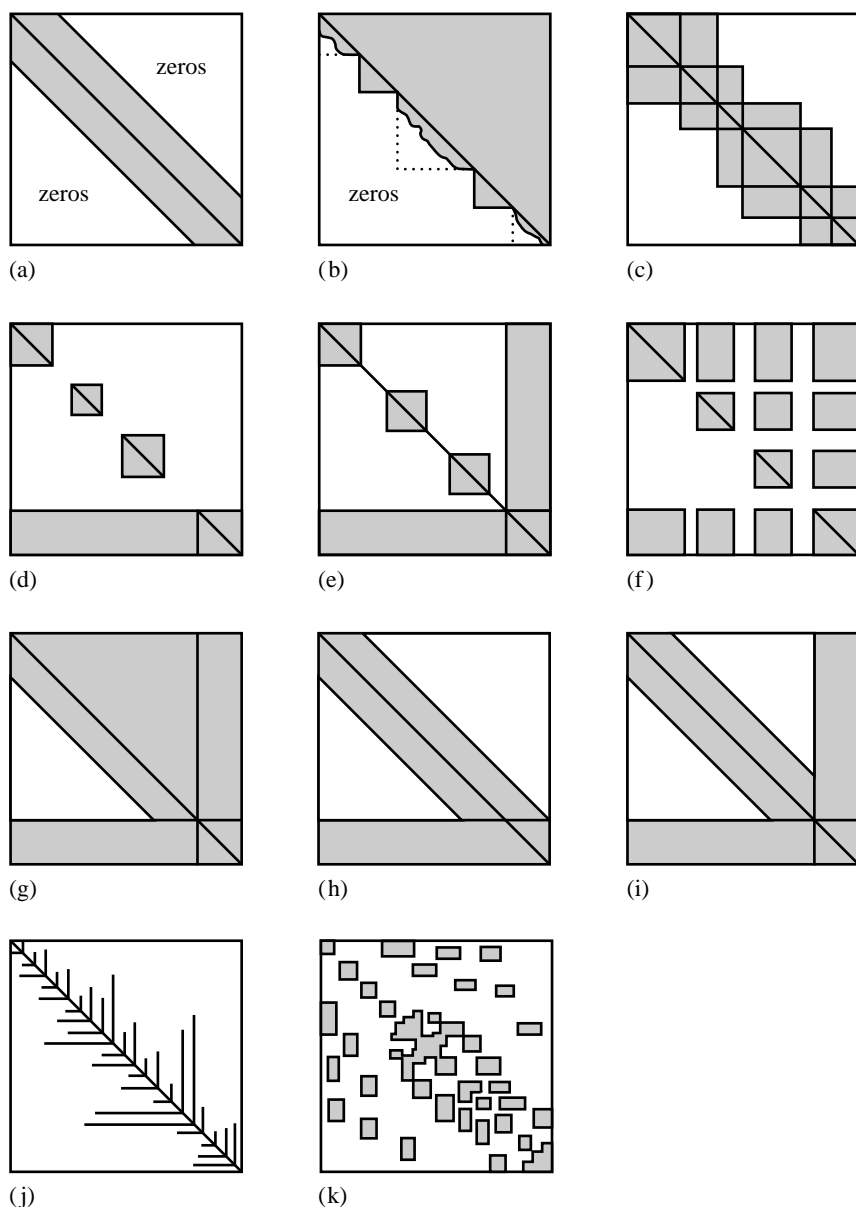 zeros
zeros
zeros
(a) (b) (c)
(d) (e) (f)
(g) (h) (i)
(j) (k)